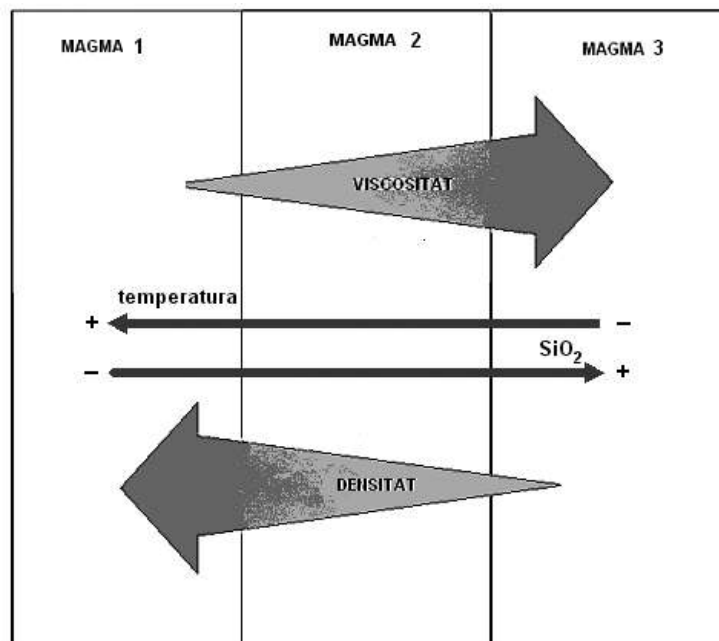 MAGMA 1
MAGMA 2
MAGMA 3
VISCOSITAT
temperatura
+
–
SiO₂
–
+
DENSITAT